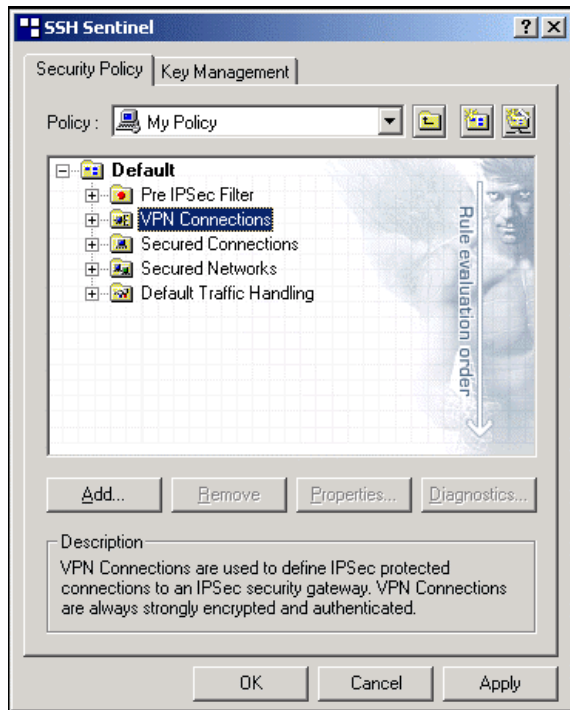 SSH Sentinel
Security Policy
Key Management
Policy :
My Policy
Default
Pre IPSec Filter
VPN Connections
Secured Connections
Secured Networks
Default Traffic Handling
Rule evaluation order
Add...
Remove
Properties...
Diagnostics...
Description
VPN Connections are used to define IPSec protected
connections to an IPSec security gateway. VPN Connections
are always strongly encrypted and authenticated.
OK
Cancel
Apply